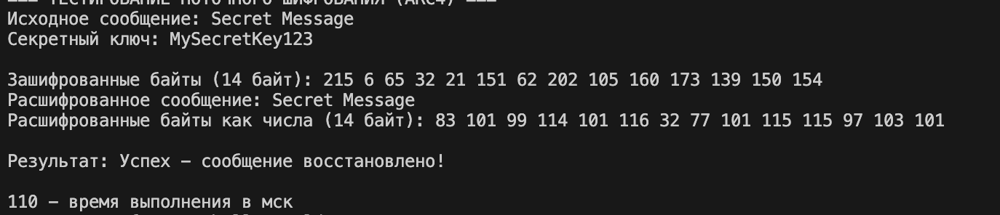 === ТЕСТИРОВАНИЕ ПОТОЧНОГО ШИФРОВАНИЯ (ARC4) ===
Исходное сообщение: Secret Message
Секретный ключ: MySecretKey123
Зашифрованные байты (14 байт): 215 6 65 32 21 151 62 202 105 160 173 139 150 154
Расшифрованное сообщение: Secret Message
Расшифрованные байты как числа (14 байт): 83 101 99 114 101 116 32 77 101 115 115 97 103 101
Результат: Успех – сообщение восстановлено!
110 – время выполнения в мск